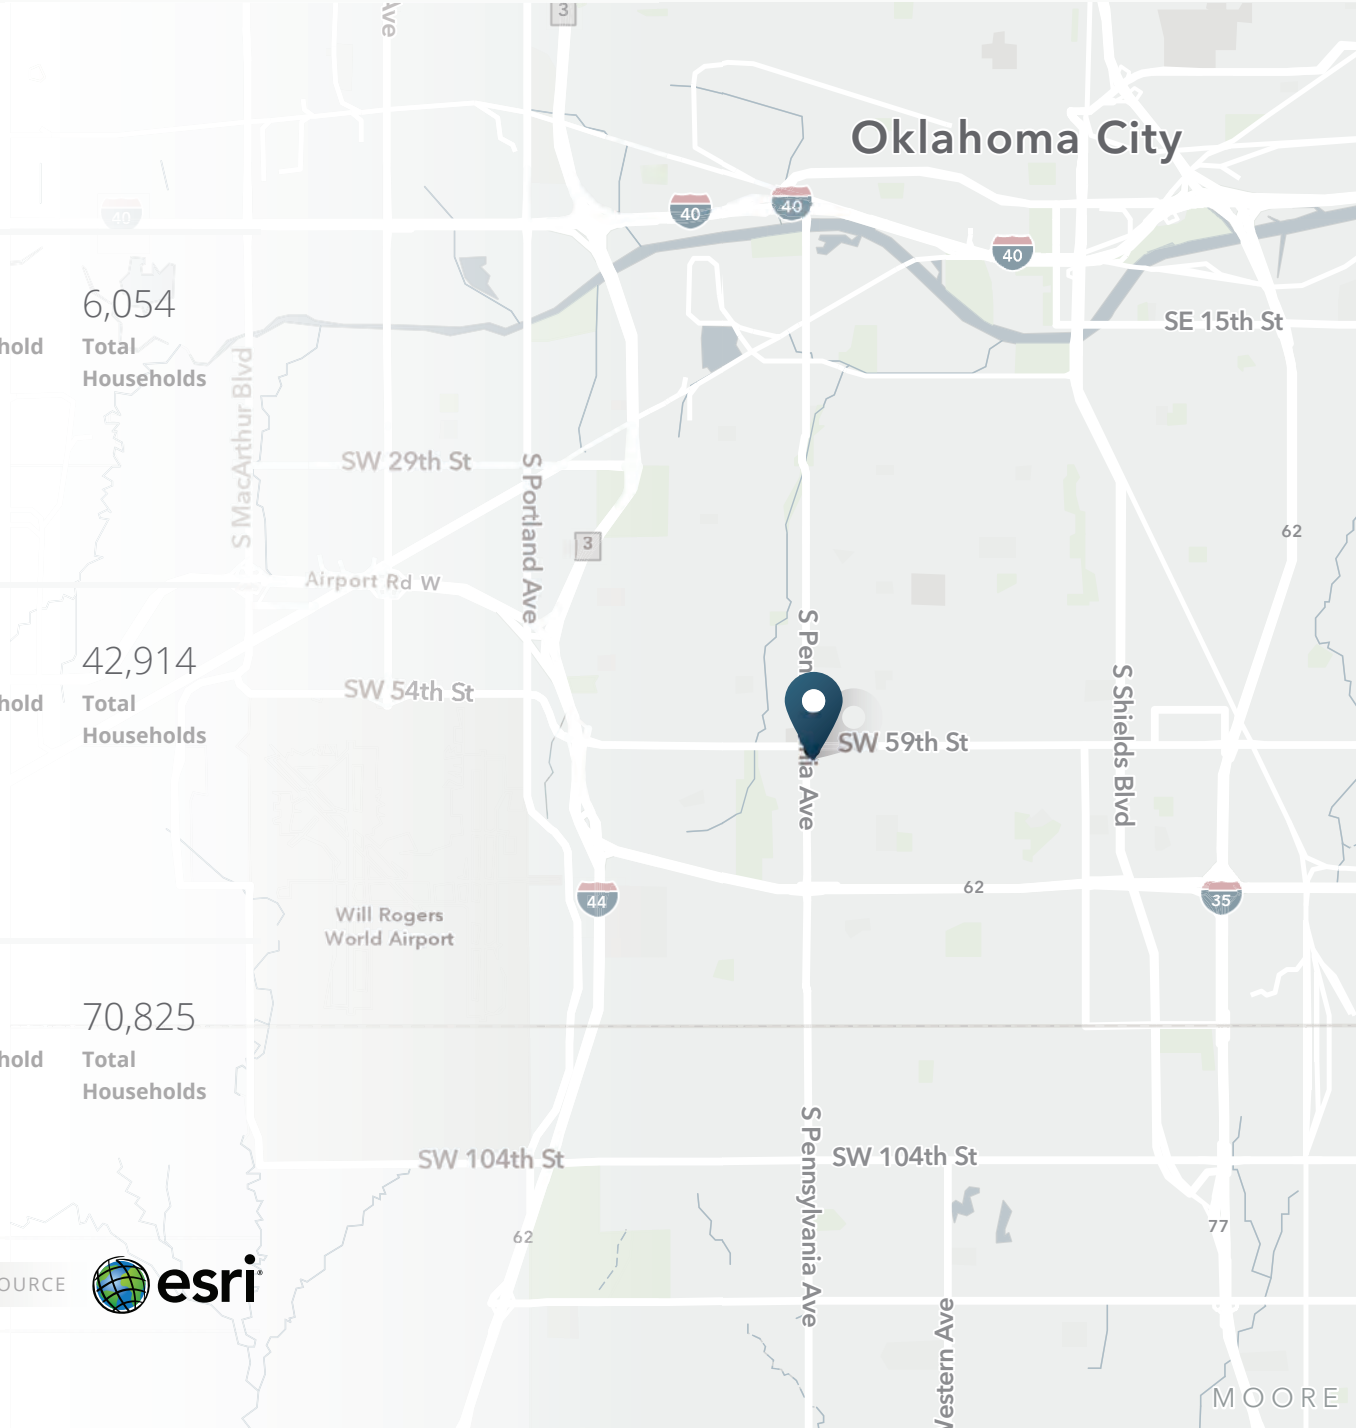 Ave
3
Oklahoma City
40
40
40
40
SE 15th St
6,054
hold
Total
Households
S MacArthur Blvd
SW 29th St
S Portland Ave
62
3
Airport Rd W
S Pen
42,914
hold
Total
Households
SW 54th St
S Shields Blvd
SW 59th St
nia Ave
62
44
35
Will Rogers
World Airport
70,825
hold
Total
Households
SW 104th St
S Pennsylvania Ave
SW 104th St
62
77
OURCE
esri
Western Ave
MOORE